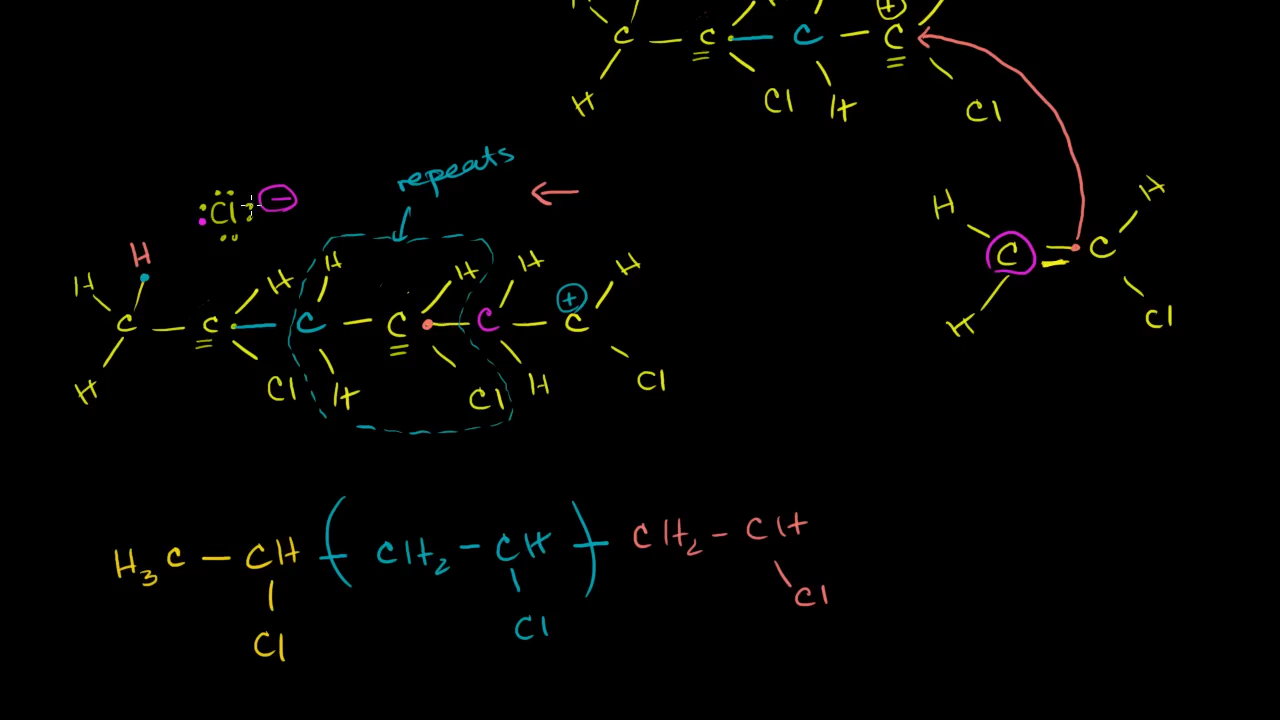 H ⊕
C — C — C — C
H Cl H Cl
repeats
:Cl: ⊖ ←
H H
H H H H H ⊕ H H C = C
C — C — C — C — C — C H Cl
H Cl H Cl H Cl
H₃C — CH —( CH₂ — CH )— CH₂ — CH
Cl Cl Cl